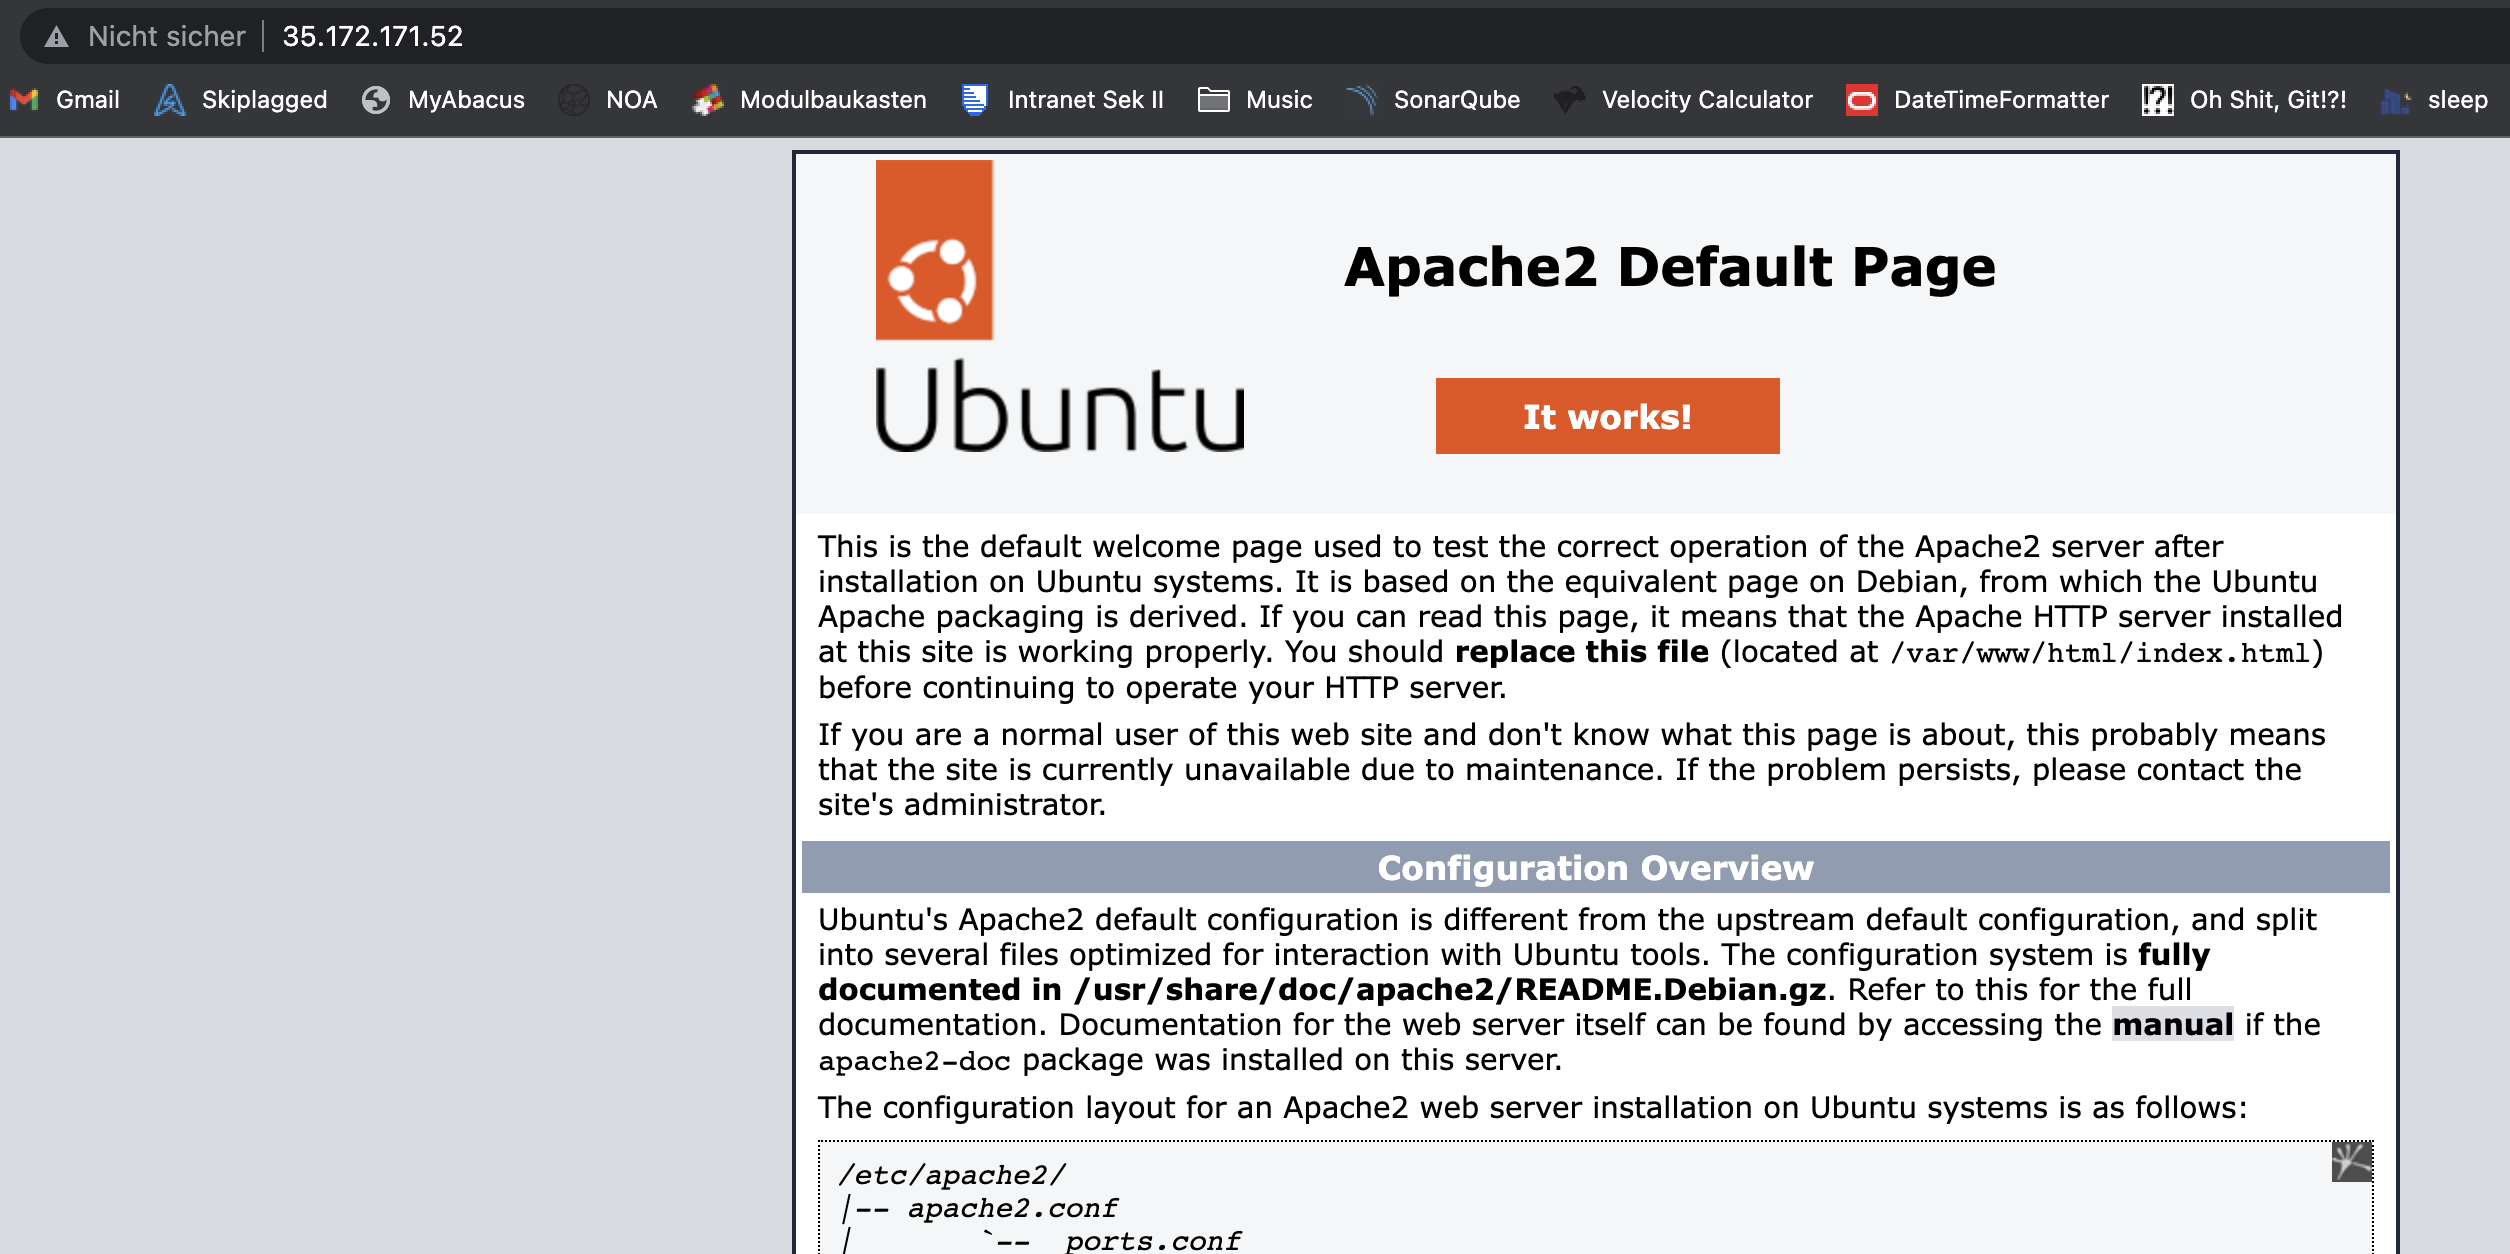 Nicht sicher 35.172.171.52
Gmail Skiplagged MyAbacus NOA Modulbaukasten Intranet Sek II Music SonarQube Velocity Calculator DateTimeFormatter Oh Shit, Git!?! sleep
Apache2 Default Page
Ubuntu
It works!
This is the default welcome page used to test the correct operation of the Apache2 server after
installation on Ubuntu systems. It is based on the equivalent page on Debian, from which the Ubuntu
Apache packaging is derived. If you can read this page, it means that the Apache HTTP server installed
at this site is working properly. You should replace this file (located at /var/www/html/index.html)
before continuing to operate your HTTP server.
If you are a normal user of this web site and don't know what this page is about, this probably means
that the site is currently unavailable due to maintenance. If the problem persists, please contact the
site's administrator.
Configuration Overview
Ubuntu's Apache2 default configuration is different from the upstream default configuration, and split
into several files optimized for interaction with Ubuntu tools. The configuration system is fully
documented in /usr/share/doc/apache2/README.Debian.gz. Refer to this for the full
documentation. Documentation for the web server itself can be found by accessing the manual if the
apache2-doc package was installed on this server.
The configuration layout for an Apache2 web server installation on Ubuntu systems is as follows:
/etc/apache2/
|-- apache2.conf
|       `--  ports.conf